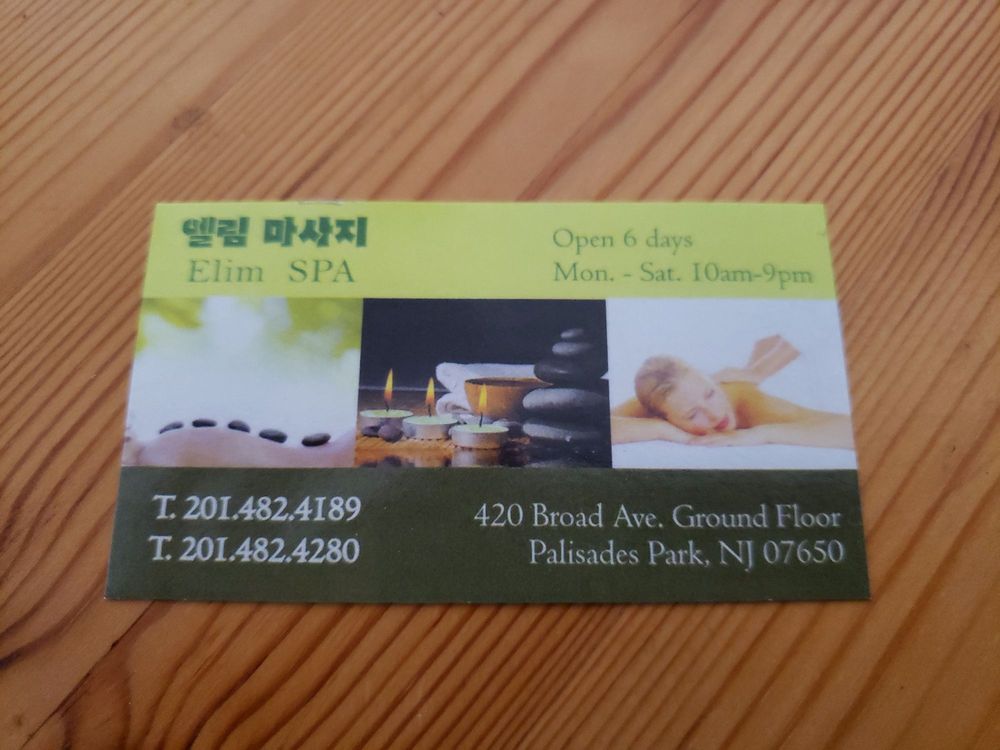 엘림 마사지
Elim SPA
Open 6 days
Mon. - Sat. 10am-9pm
T. 201.482.4189
T. 201.482.4280
420 Broad Ave. Ground Floor
Palisades Park, NJ 07650